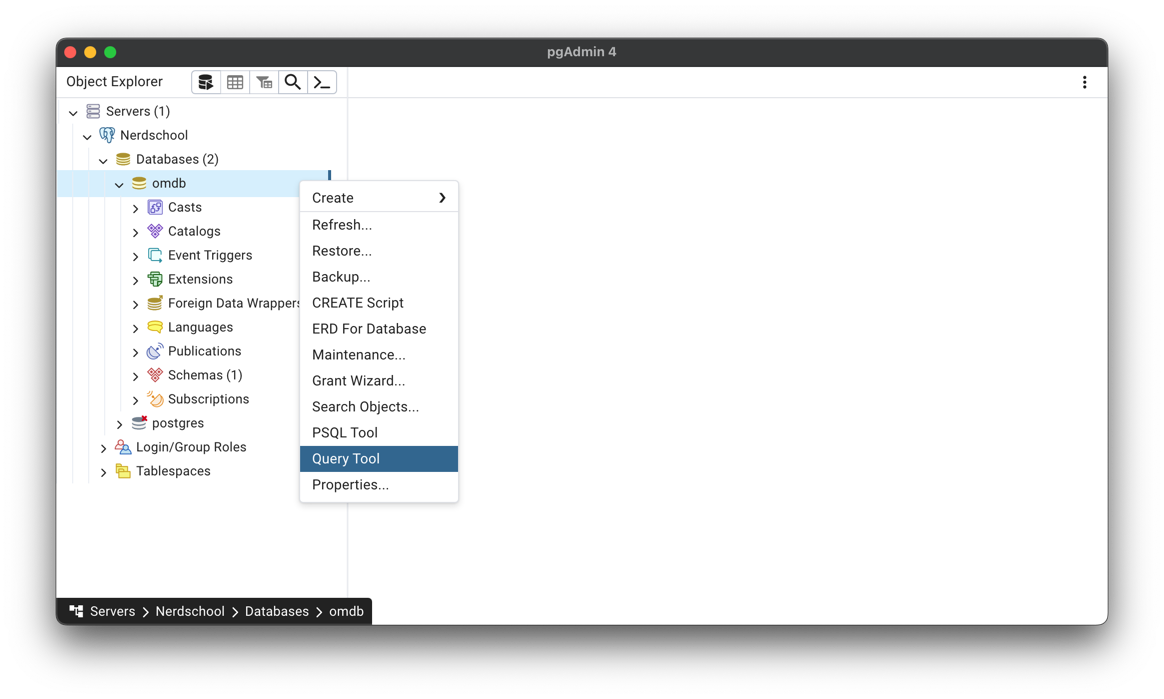 pgAdmin 4
Object Explorer
Servers (1)
Nerdschool
Databases (2)
omdb
Casts
Catalogs
Event Triggers
Extensions
Foreign Data Wrappers
Languages
Publications
Schemas (1)
Subscriptions
postgres
Login/Group Roles
Tablespaces
Create
Refresh...
Restore...
Backup...
CREATE Script
ERD For Database
Maintenance...
Grant Wizard...
Search Objects...
PSQL Tool
Query Tool
Properties...
Servers > Nerdschool > Databases > omdb